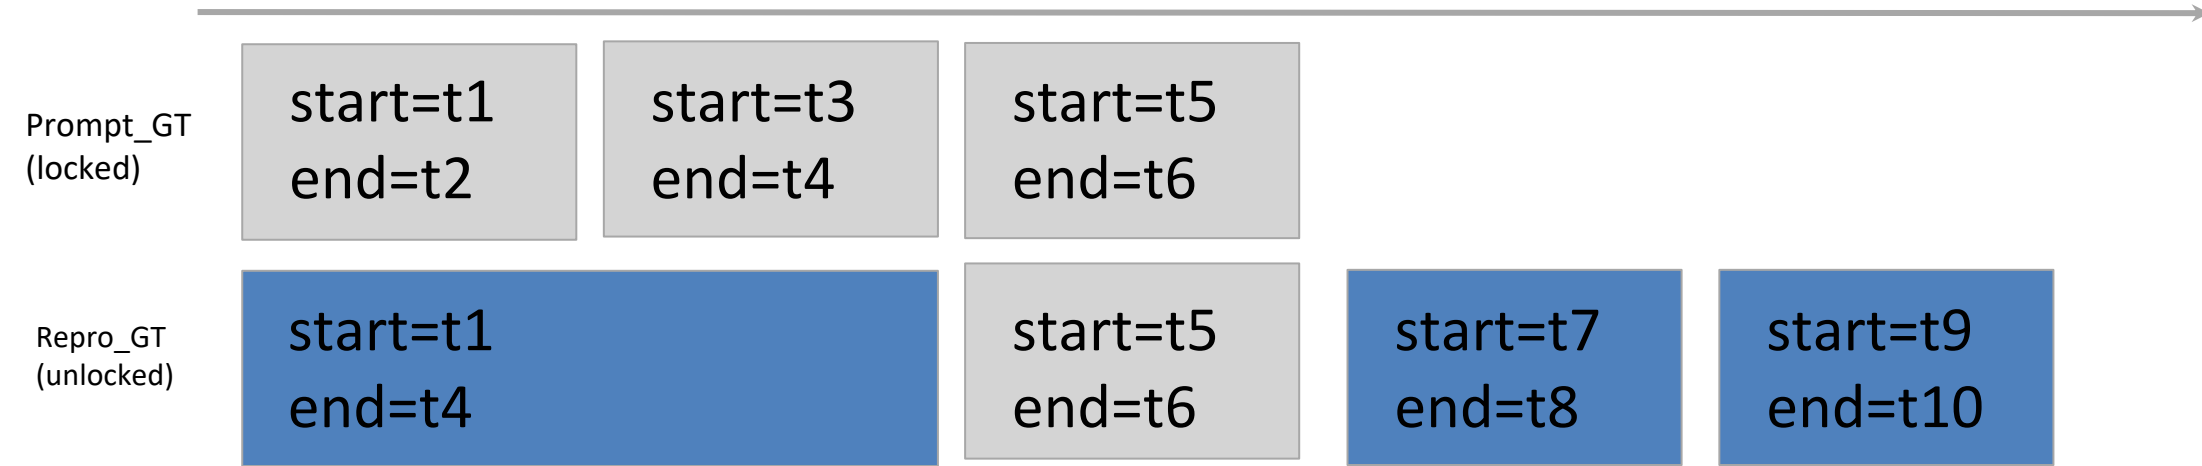 Prompt_GT
(locked)
start=t1
end=t2
start=t3
end=t4
start=t5
end=t6
Repro_GT
(unlocked)
start=t1
end=t4
start=t5
end=t6
start=t7
end=t8
start=t9
end=t10